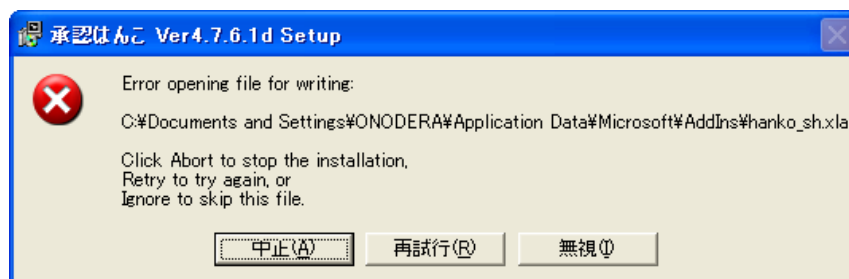 承認はんこ Ver4.7.6.1d Setup
Error opening file for writing:
C:¥Documents and Settings¥ONODERA¥Application Data¥Microsoft¥AddIns¥hanko_sh.xla
Click Abort to stop the installation,
Retry to try again, or
Ignore to skip this file.
中止(A) 再試行(R) 無視(I)